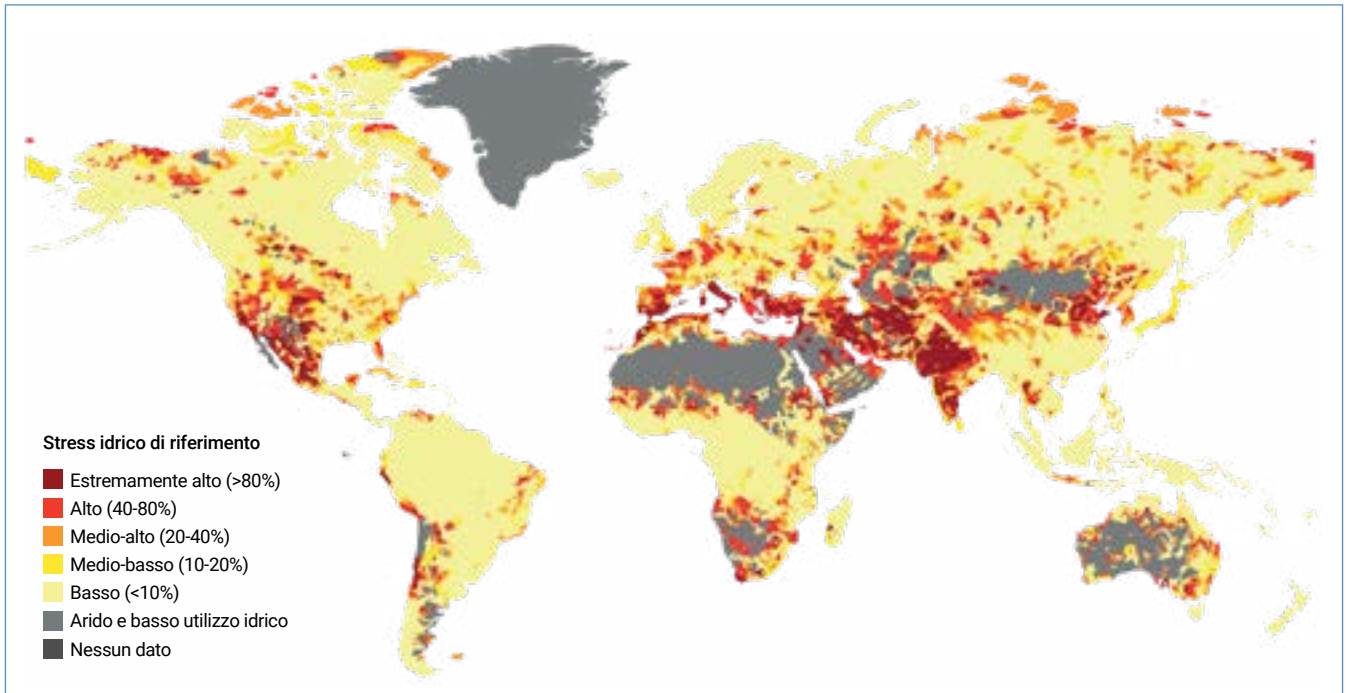 Stress idrico di riferimento
Estremamente alto (>80%)
Alto (40-80%)
Medio-alto (20-40%)
Medio-basso (10-20%)
Basso (<10%)
Arido e basso utilizzo idrico
Nessun dato